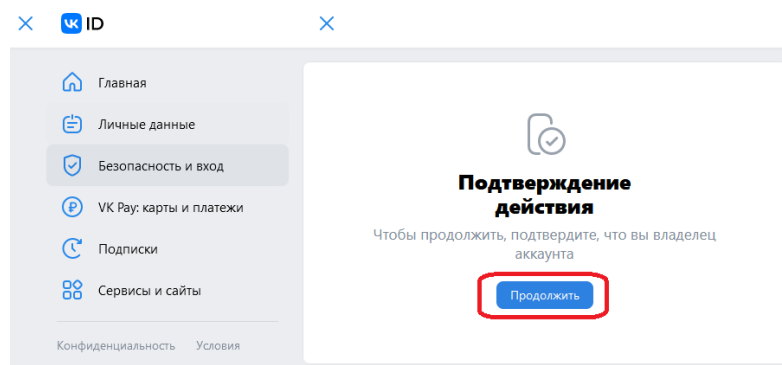 VK ID
Главная
Личные данные
Безопасность и вход
VK Pay: карты и платежи
Подписки
Сервисы и сайты
Конфиденциальность Условия
Подтверждение
действия
Чтобы продолжить, подтвердите, что вы владелец
аккаунта
Продолжить